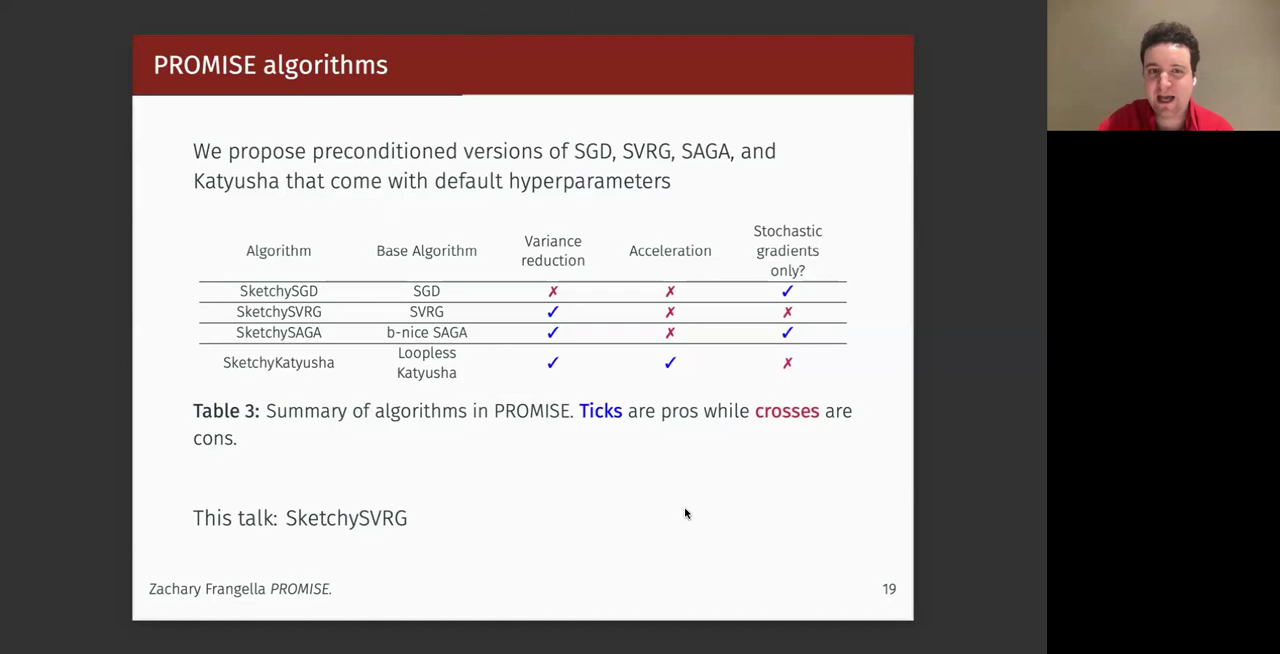 PROMISE algorithms
We propose preconditioned versions of SGD, SVRG, SAGA, and
Katyusha that come with default hyperparameters
Algorithm Base Algorithm Variance reduction Acceleration Stochastic gradients only?
SketchySGD SGD ✗ ✗ ✓
SketchySVRG SVRG ✓ ✗ ✗
SketchySAGA b-nice SAGA ✓ ✗ ✓
SketchyKatyusha Loopless Katyusha ✓ ✓ ✗
Table 3: Summary of algorithms in PROMISE. Ticks are pros while crosses are
cons.
This talk: SketchySVRG
Zachary Frangella PROMISE. 19